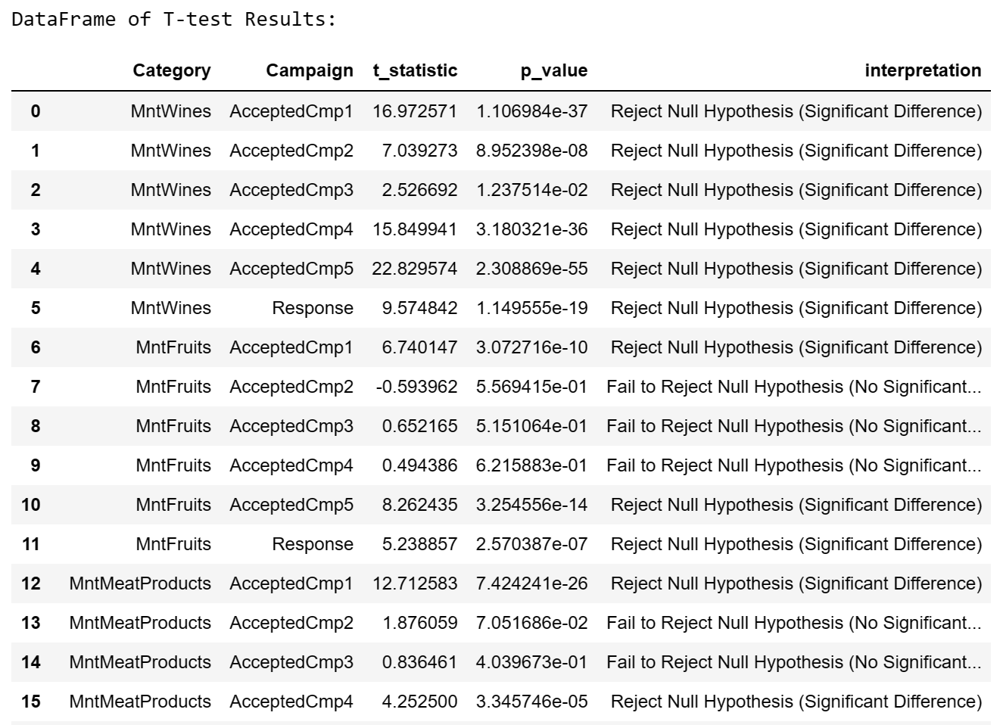 DataFrame of T-test Results:
Category Campaign t_statistic p_value interpretation
0 MntWines AcceptedCmp1 16.972571 1.106984e-37 Reject Null Hypothesis (Significant Difference)
1 MntWines AcceptedCmp2 7.039273 8.952398e-08 Reject Null Hypothesis (Significant Difference)
2 MntWines AcceptedCmp3 2.526692 1.237514e-02 Reject Null Hypothesis (Significant Difference)
3 MntWines AcceptedCmp4 15.849941 3.180321e-36 Reject Null Hypothesis (Significant Difference)
4 MntWines AcceptedCmp5 22.829574 2.308869e-55 Reject Null Hypothesis (Significant Difference)
5 MntWines Response 9.574842 1.149555e-19 Reject Null Hypothesis (Significant Difference)
6 MntFruits AcceptedCmp1 6.740147 3.072716e-10 Reject Null Hypothesis (Significant Difference)
7 MntFruits AcceptedCmp2 -0.593962 5.569415e-01 Fail to Reject Null Hypothesis (No Significant...
8 MntFruits AcceptedCmp3 0.652165 5.151064e-01 Fail to Reject Null Hypothesis (No Significant...
9 MntFruits AcceptedCmp4 0.494386 6.215883e-01 Fail to Reject Null Hypothesis (No Significant...
10 MntFruits AcceptedCmp5 8.262435 3.254556e-14 Reject Null Hypothesis (Significant Difference)
11 MntFruits Response 5.238857 2.570387e-07 Reject Null Hypothesis (Significant Difference)
12 MntMeatProducts AcceptedCmp1 12.712583 7.424241e-26 Reject Null Hypothesis (Significant Difference)
13 MntMeatProducts AcceptedCmp2 1.876059 7.051686e-02 Fail to Reject Null Hypothesis (No Significant...
14 MntMeatProducts AcceptedCmp3 0.836461 4.039673e-01 Fail to Reject Null Hypothesis (No Significant...
15 MntMeatProducts AcceptedCmp4 4.252500 3.345746e-05 Reject Null Hypothesis (Significant Difference)